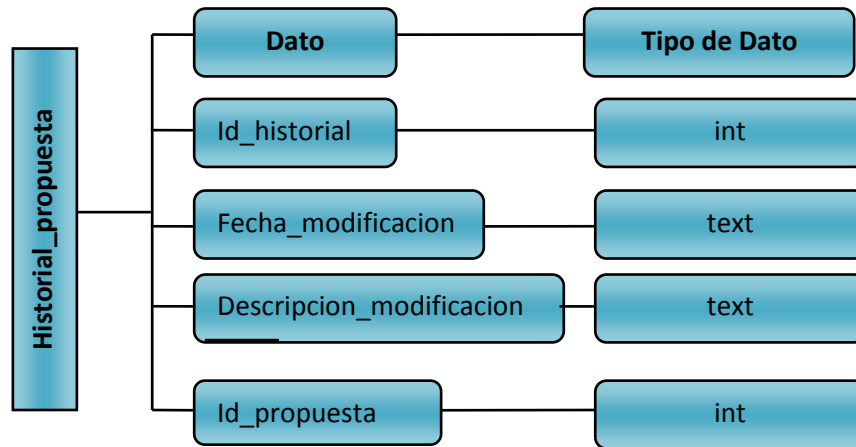 Historial_propuesta
Dato
Tipo de Dato
Id_historial
int
Fecha_modificacion
text
Descripcion_modificacion
text
Id_propuesta
int